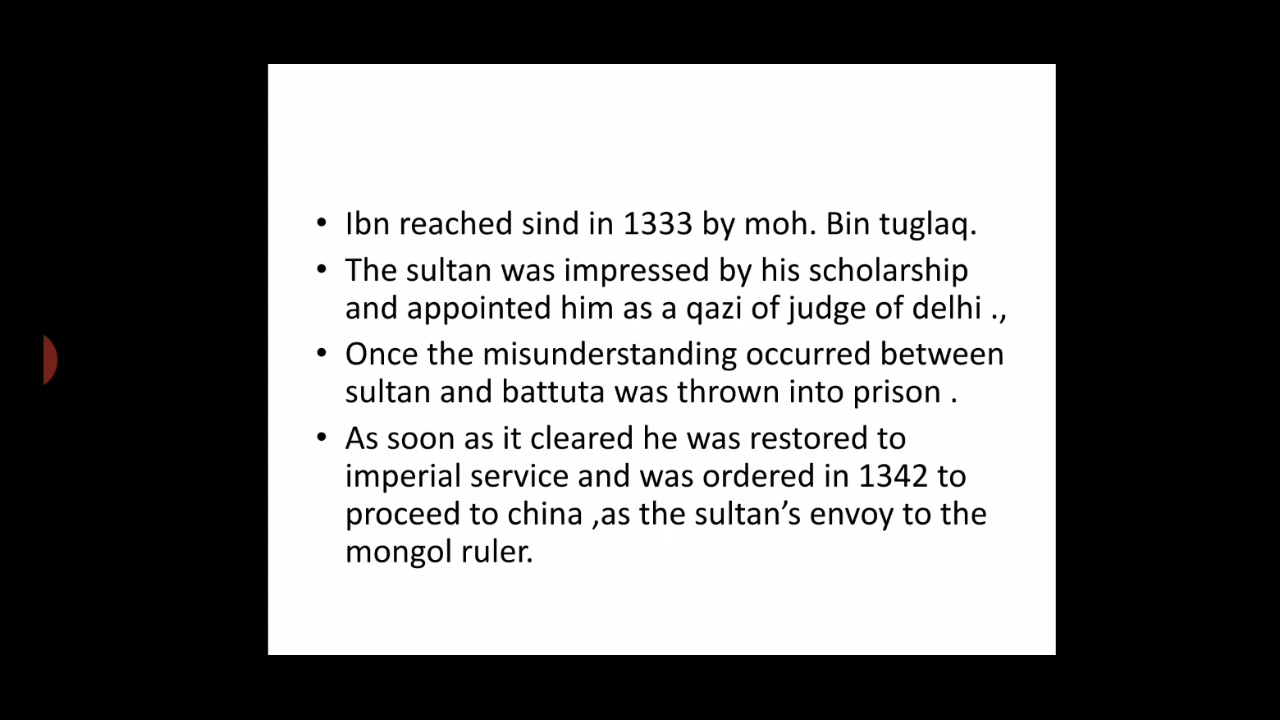 • Ibn reached sind in 1333 by moh. Bin tuglaq.
• The sultan was impressed by his scholarship
and appointed him as a qazi of judge of delhi .,
• Once the misunderstanding occurred between
sultan and battuta was thrown into prison .
• As soon as it cleared he was restored to
imperial service and was ordered in 1342 to
proceed to china ,as the sultan’s envoy to the
mongol ruler.